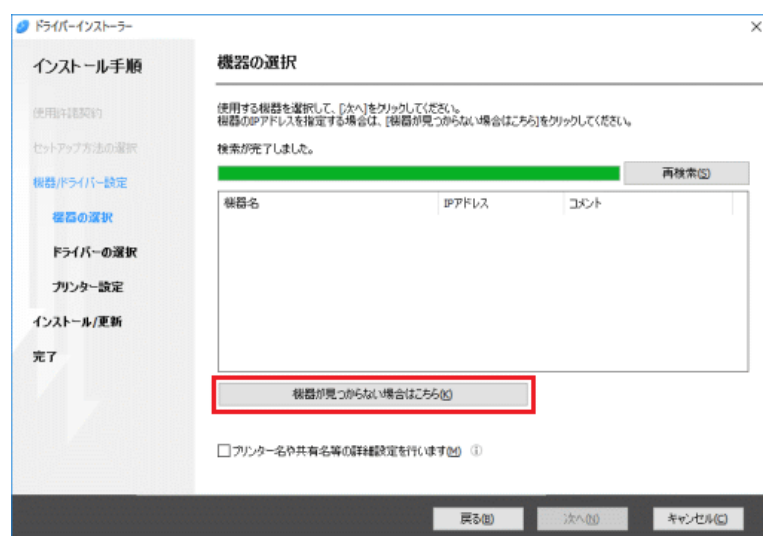 ドライバーインストーラー
インストール手順
使用許諾契約
セットアップ方法の選択
機器/ドライバー設定
機器の選択
ドライバーの選択
プリンター設定
インストール/更新
完了
機器の選択
使用する機器を選択して、[次へ]をクリックしてください。
機器のIPアドレスを指定する場合は、[機器が見つからない場合はこちら]をクリックしてください。
検索が完了しました。
再検索(S)
機器名 IPアドレス コメント
機器が見つからない場合はこちら(K)
プリンター名や共有名等の詳細設定を行います(M)
戻る(B) 次へ(N) キャンセル(C)